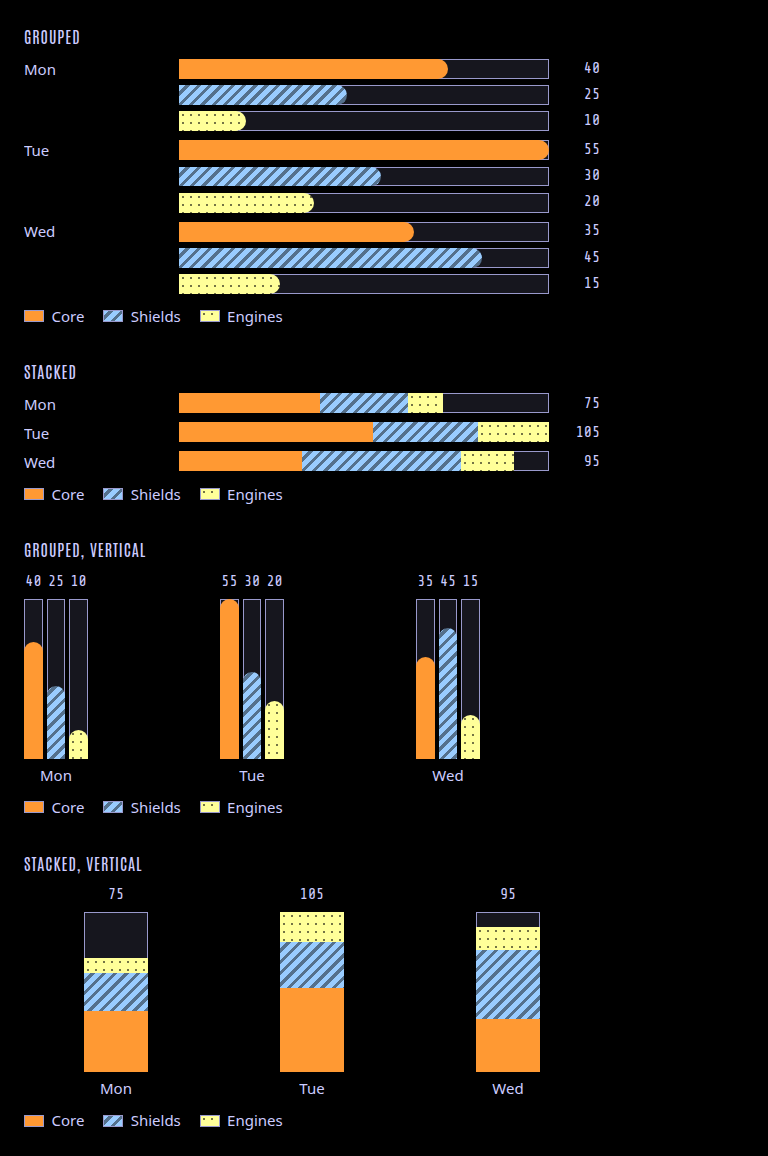 GROUPED
Mon 40
25
10
Tue 55
30
20
Wed 35
45
15
Core Shields Engines
STACKED
Mon 75
Tue 105
Wed 95
Core Shields Engines
GROUPED, VERTICAL
40 25 10 55 30 20 35 45 15
Mon Tue Wed
Core Shields Engines
STACKED, VERTICAL
75 105 95
Mon Tue Wed
Core Shields Engines